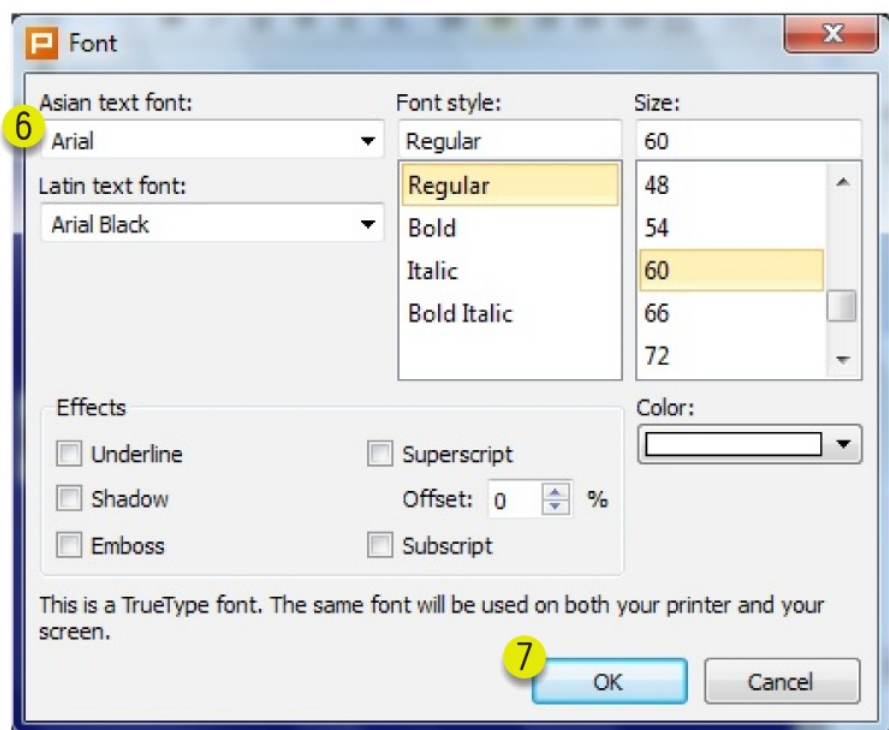 P Font
X
Asian text font:
6
Arial
Latin text font:
Arial Black
Font style:
Regular
Regular
Bold
Italic
Bold Italic
Size:
60
48
54
60
66
72
Effects
Underline
Shadow
Emboss
Superscript
Offset: 0 %
Subscript
Color:
This is a TrueType font. The same font will be used on both your printer and your
screen.
7
OK
Cancel